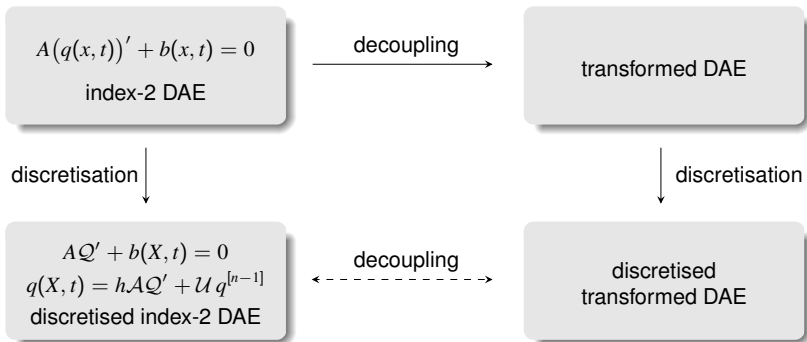 A(q(x, t))′ + b(x, t) = 0
index-2 DAE
decoupling
transformed DAE
discretisation
discretisation
A𝒬′ + b(X, t) = 0
q(X, t) = h𝒜𝒬′ + 𝒰 q^[n−1]
discretised index-2 DAE
decoupling
discretised
transformed DAE